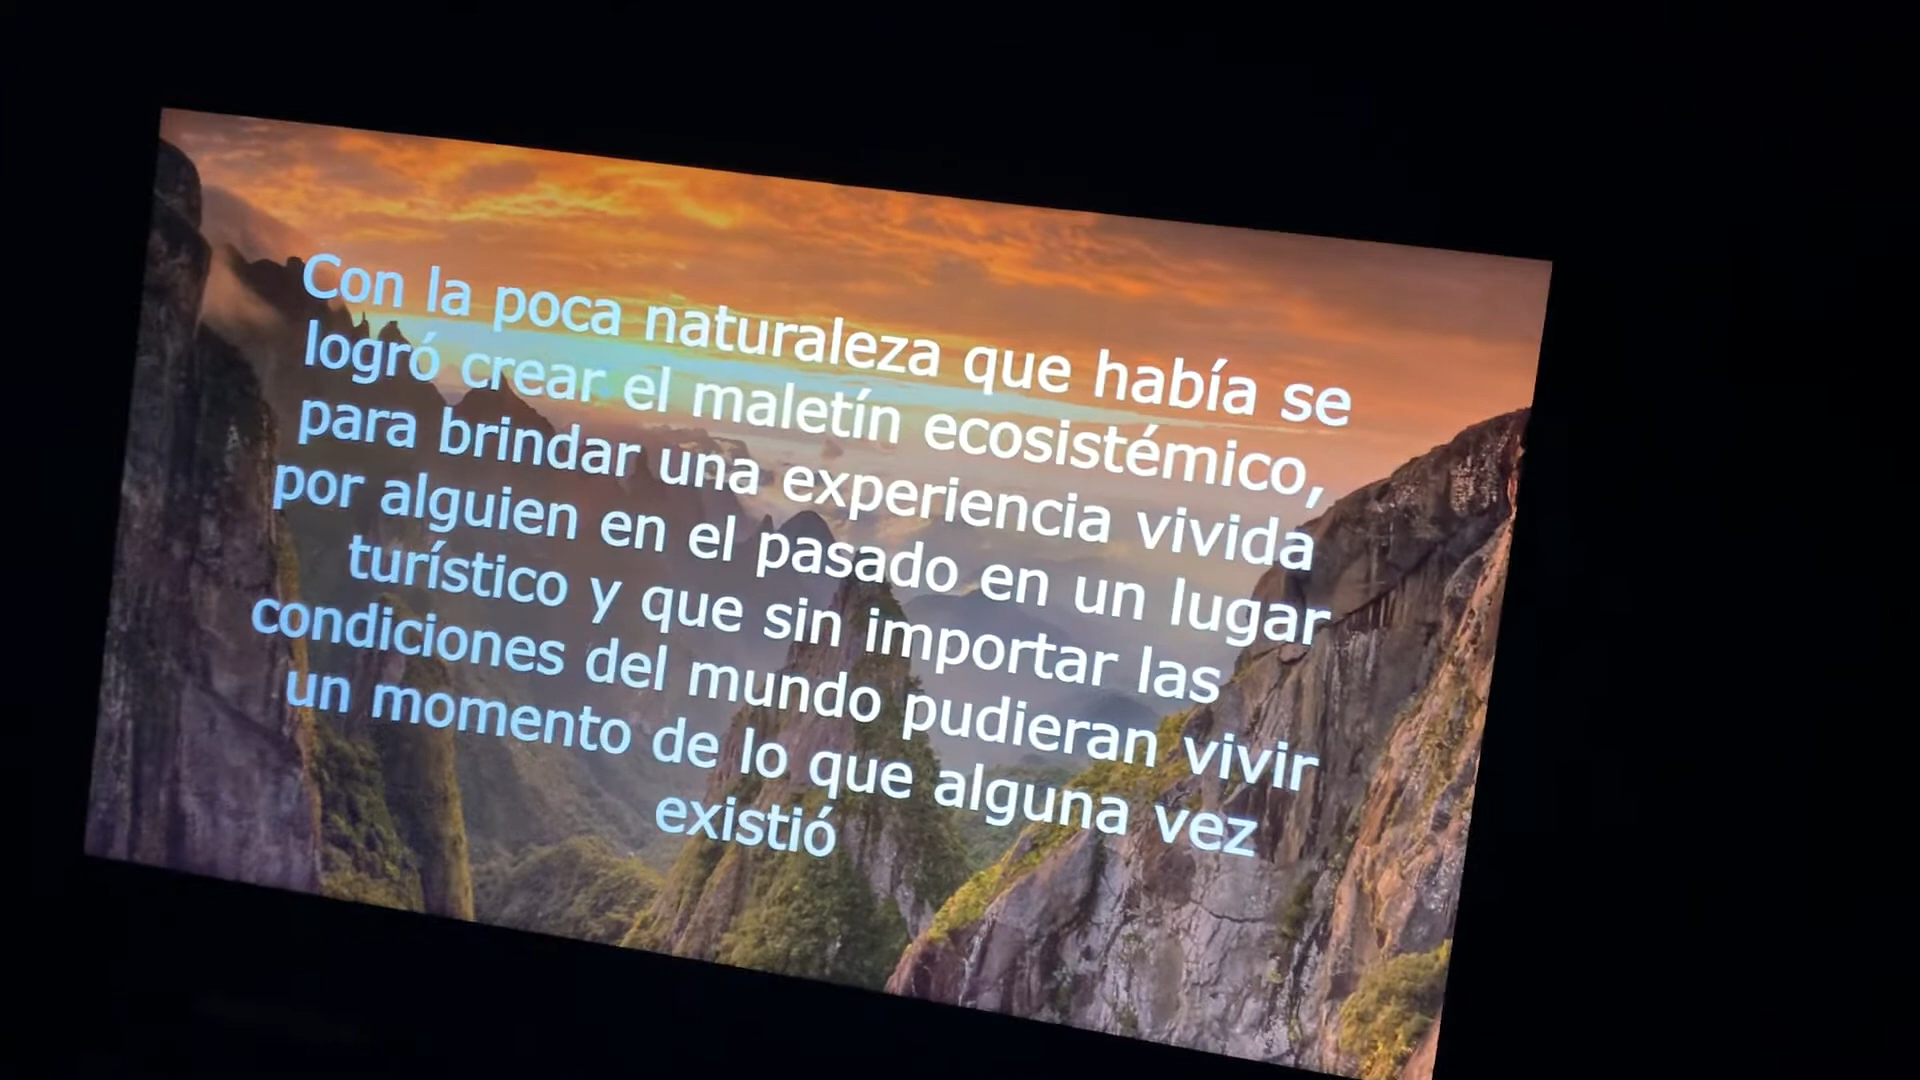 Con la poca naturaleza que había se
logró crear el maletín ecosistémico,
para brindar una experiencia vivida
por alguien en el pasado en un lugar
turístico y que sin importar las
condiciones del mundo pudieran vivir
un momento de lo que alguna vez
existió